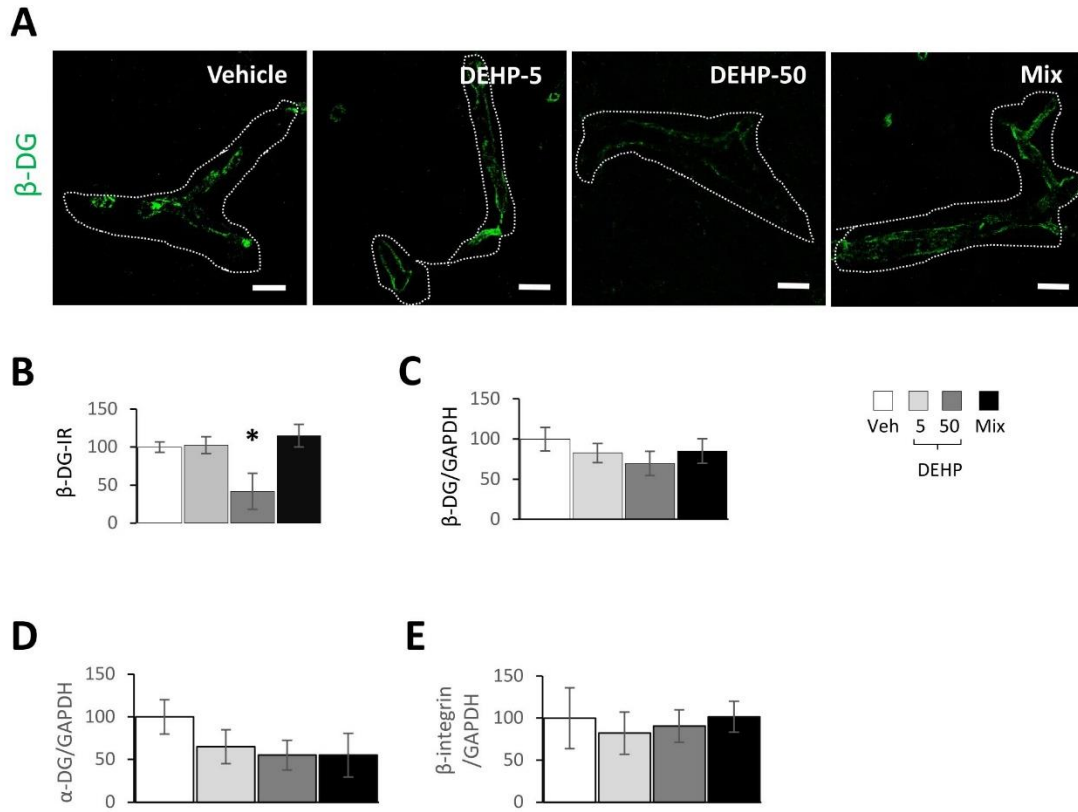 A
β-DG
Vehicle
DEHP-5
DEHP-50
Mix
B
β-DG-IR
150
100
50
0
*
C
β-DG/GAPDH
150
100
50
0
Veh 5 50 Mix
DEHP
D
α-DG/GAPDH
150
100
50
0
E
β-integrin
/GAPDH
150
100
50
0